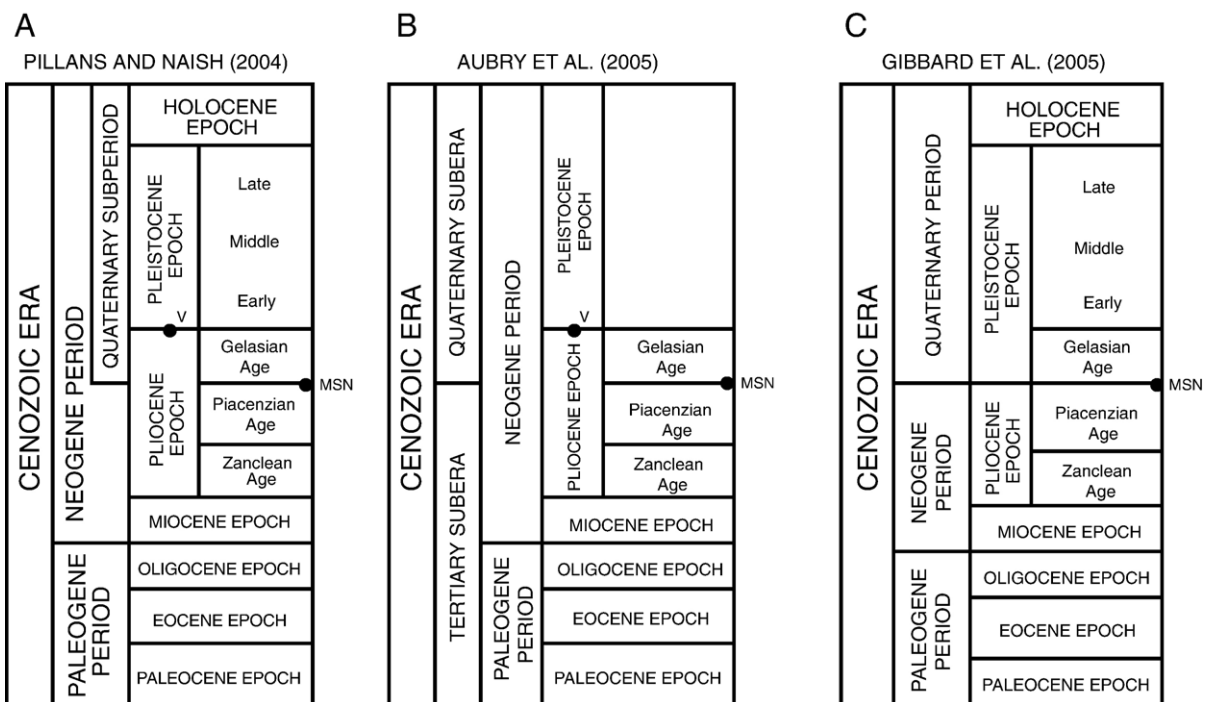 A
PILLANS AND NAISH (2004)
CENOZOIC ERA
NEOGENE PERIOD
PALEOGENE
PERIOD
QUATERNARY SUBPERIOD
HOLOCENE
EPOCH
PLEISTOCENE
EPOCH
Late
Middle
Early
V
PLIOCENE
EPOCH
Gelasian
Age
MSN
Piacenzian
Age
Zanclean
Age
MIOCENE EPOCH
OLIGOCENE EPOCH
EOCENE EPOCH
PALEOCENE EPOCH
B
AUBRY ET AL. (2005)
CENOZOIC ERA
QUATERNARY SUBERA
TERTIARY SUBERA
NEOGENE PERIOD
PALEOGENE
PERIOD
PLEISTOCENE
EPOCH
V
PLIOCENE EPOCH
Gelasian
Age
MSN
Piacenzian
Age
Zanclean
Age
MIOCENE EPOCH
OLIGOCENE EPOCH
EOCENE EPOCH
PALEOCENE EPOCH
C
GIBBARD ET AL. (2005)
CENOZOIC ERA
QUATERNARY PERIOD
NEOGENE
PERIOD
PALEOGENE
PERIOD
HOLOCENE
EPOCH
PLEISTOCENE
EPOCH
Late
Middle
Early
Gelasian
Age
MSN
PLIOCENE
EPOCH
Piacenzian
Age
Zanclean
Age
MIOCENE EPOCH
OLIGOCENE EPOCH
EOCENE EPOCH
PALEOCENE EPOCH